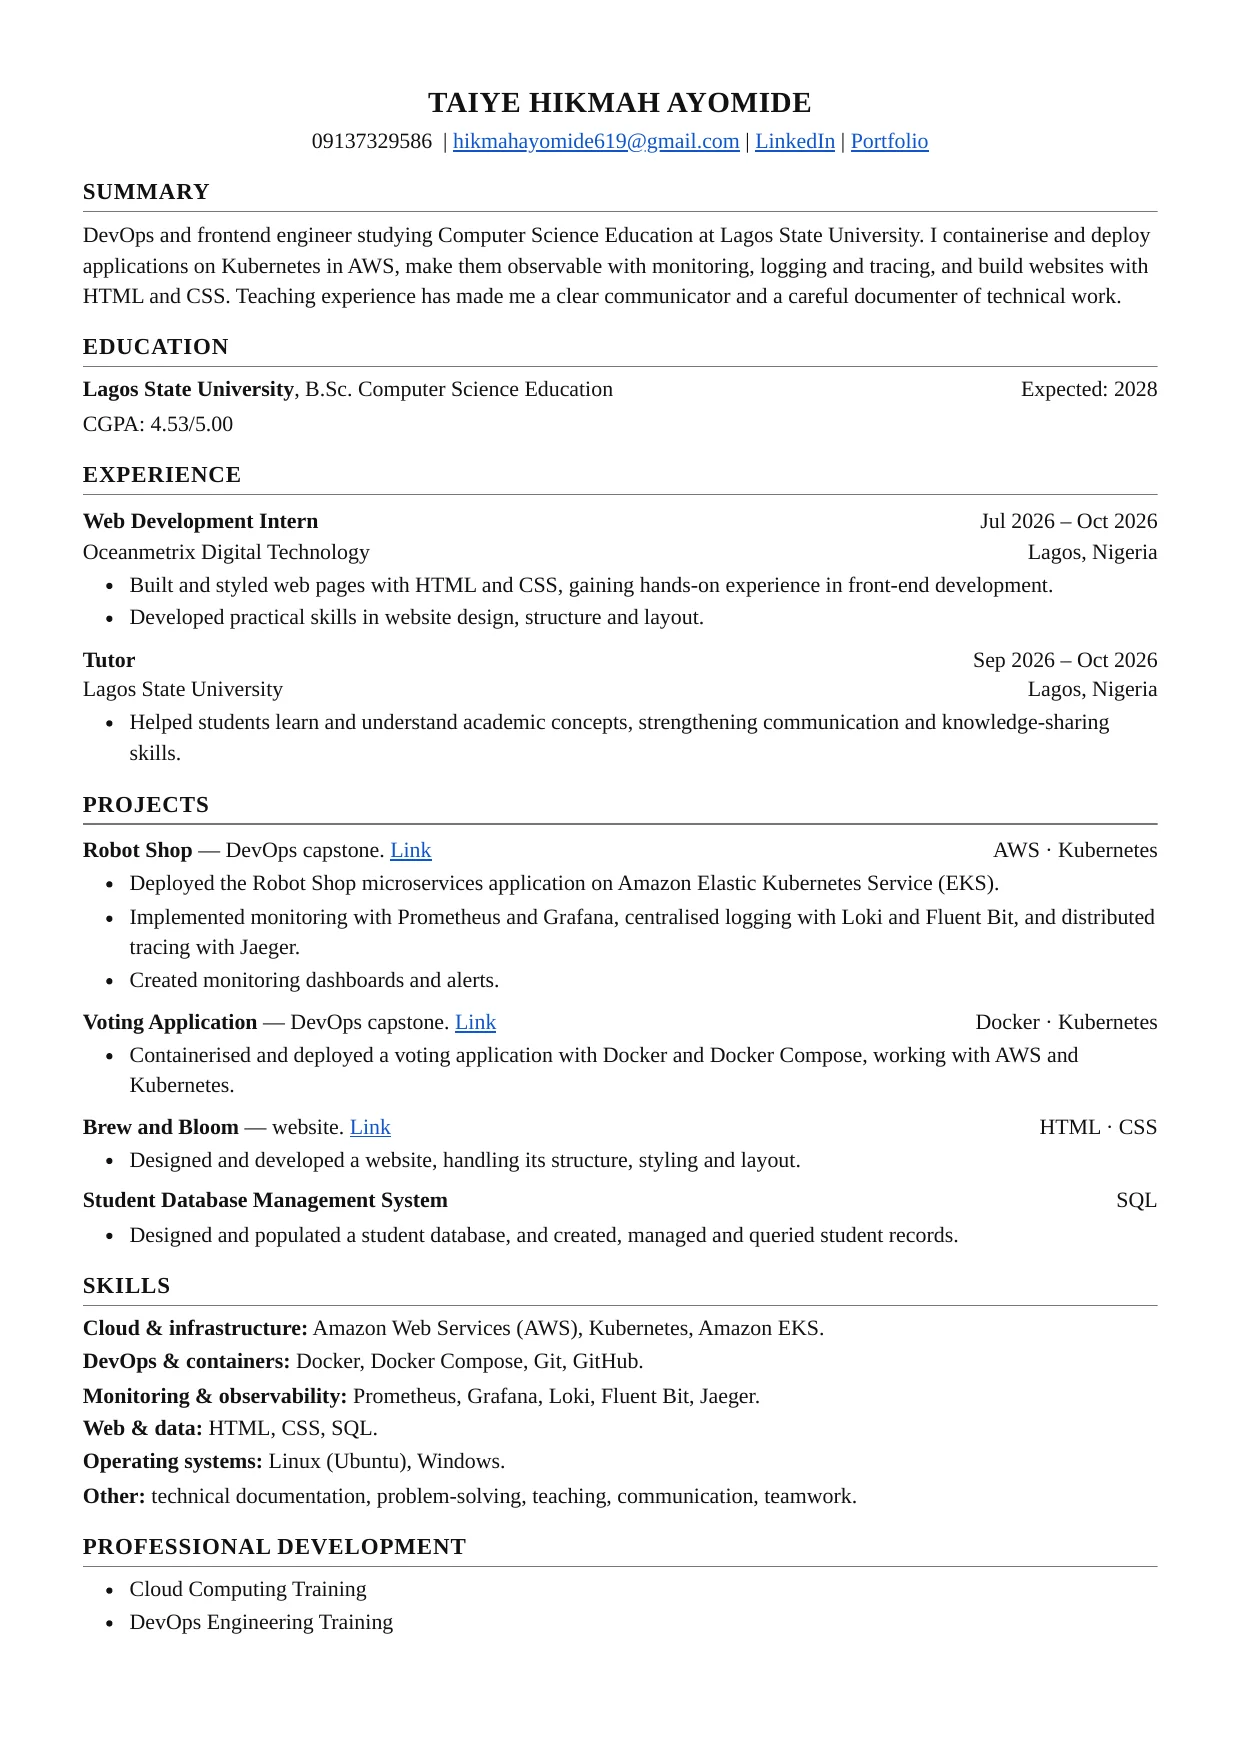 TAIYE HIKMAH AYOMIDE
09137329586 | hikmahayomide619@gmail.com | LinkedIn | Portfolio
SUMMARY
DevOps and frontend engineer studying Computer Science Education at Lagos State University. I containerise and deploy
applications on Kubernetes in AWS, make them observable with monitoring, logging and tracing, and build websites with
HTML and CSS. Teaching experience has made me a clear communicator and a careful documenter of technical work.
EDUCATION
Lagos State University, B.Sc. Computer Science Education Expected: 2028
CGPA: 4.53/5.00
EXPERIENCE
Web Development Intern Jul 2026 – Oct 2026
Oceanmetrix Digital Technology Lagos, Nigeria
• Built and styled web pages with HTML and CSS, gaining hands-on experience in front-end development.
• Developed practical skills in website design, structure and layout.
Tutor Sep 2026 – Oct 2026
Lagos State University Lagos, Nigeria
• Helped students learn and understand academic concepts, strengthening communication and knowledge-sharing
skills.
PROJECTS
Robot Shop — DevOps capstone. Link AWS · Kubernetes
• Deployed the Robot Shop microservices application on Amazon Elastic Kubernetes Service (EKS).
• Implemented monitoring with Prometheus and Grafana, centralised logging with Loki and Fluent Bit, and distributed
tracing with Jaeger.
• Created monitoring dashboards and alerts.
Voting Application — DevOps capstone. Link Docker · Kubernetes
• Containerised and deployed a voting application with Docker and Docker Compose, working with AWS and
Kubernetes.
Brew and Bloom — website. Link HTML · CSS
• Designed and developed a website, handling its structure, styling and layout.
Student Database Management System SQL
• Designed and populated a student database, and created, managed and queried student records.
SKILLS
Cloud & infrastructure: Amazon Web Services (AWS), Kubernetes, Amazon EKS.
DevOps & containers: Docker, Docker Compose, Git, GitHub.
Monitoring & observability: Prometheus, Grafana, Loki, Fluent Bit, Jaeger.
Web & data: HTML, CSS, SQL.
Operating systems: Linux (Ubuntu), Windows.
Other: technical documentation, problem-solving, teaching, communication, teamwork.
PROFESSIONAL DEVELOPMENT
• Cloud Computing Training
• DevOps Engineering Training